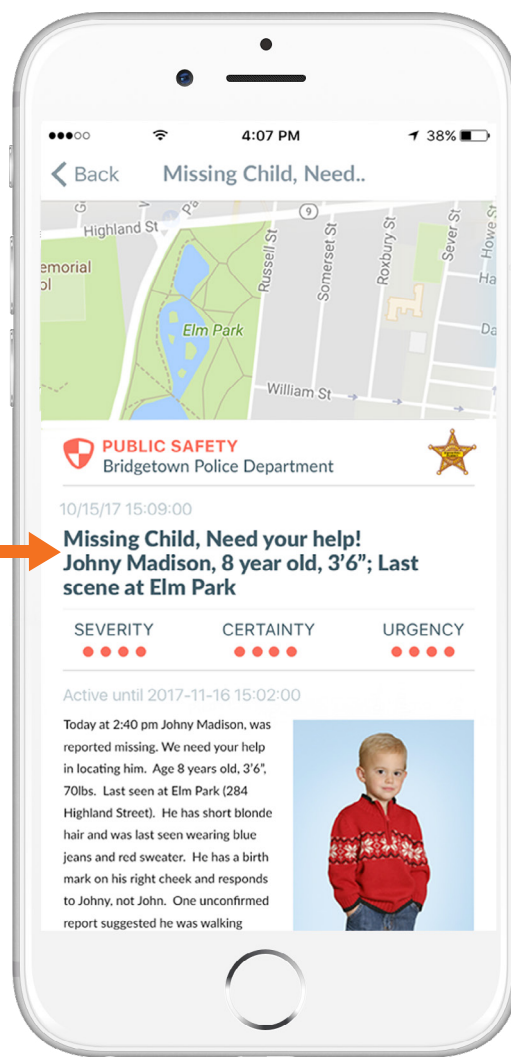 4:07 PM
38%
Back
Missing Child, Need..
Highland St
emorial
ol
9
Russell St
Somerset St
Roxbury St
Sever St
Howe St
Ha
Elm Park
Da
William St
PUBLIC SAFETY
Bridgetown Police Department
10/15/17 15:09:00
Missing Child, Need your help!
Johny Madison, 8 year old, 3’6”; Last
scene at Elm Park
SEVERITY
CERTAINTY
URGENCY
Active until 2017-11-16 15:02:00
Today at 2:40 pm Johny Madison, was
reported missing. We need your help
in locating him. Age 8 years old, 3’6”,
70lbs. Last seen at Elm Park (284
Highland Street). He has short blonde
hair and was last seen wearing blue
jeans and red sweater. He has a birth
mark on his right cheek and responds
to Johny, not John. One unconfirmed
report suggested he was walking